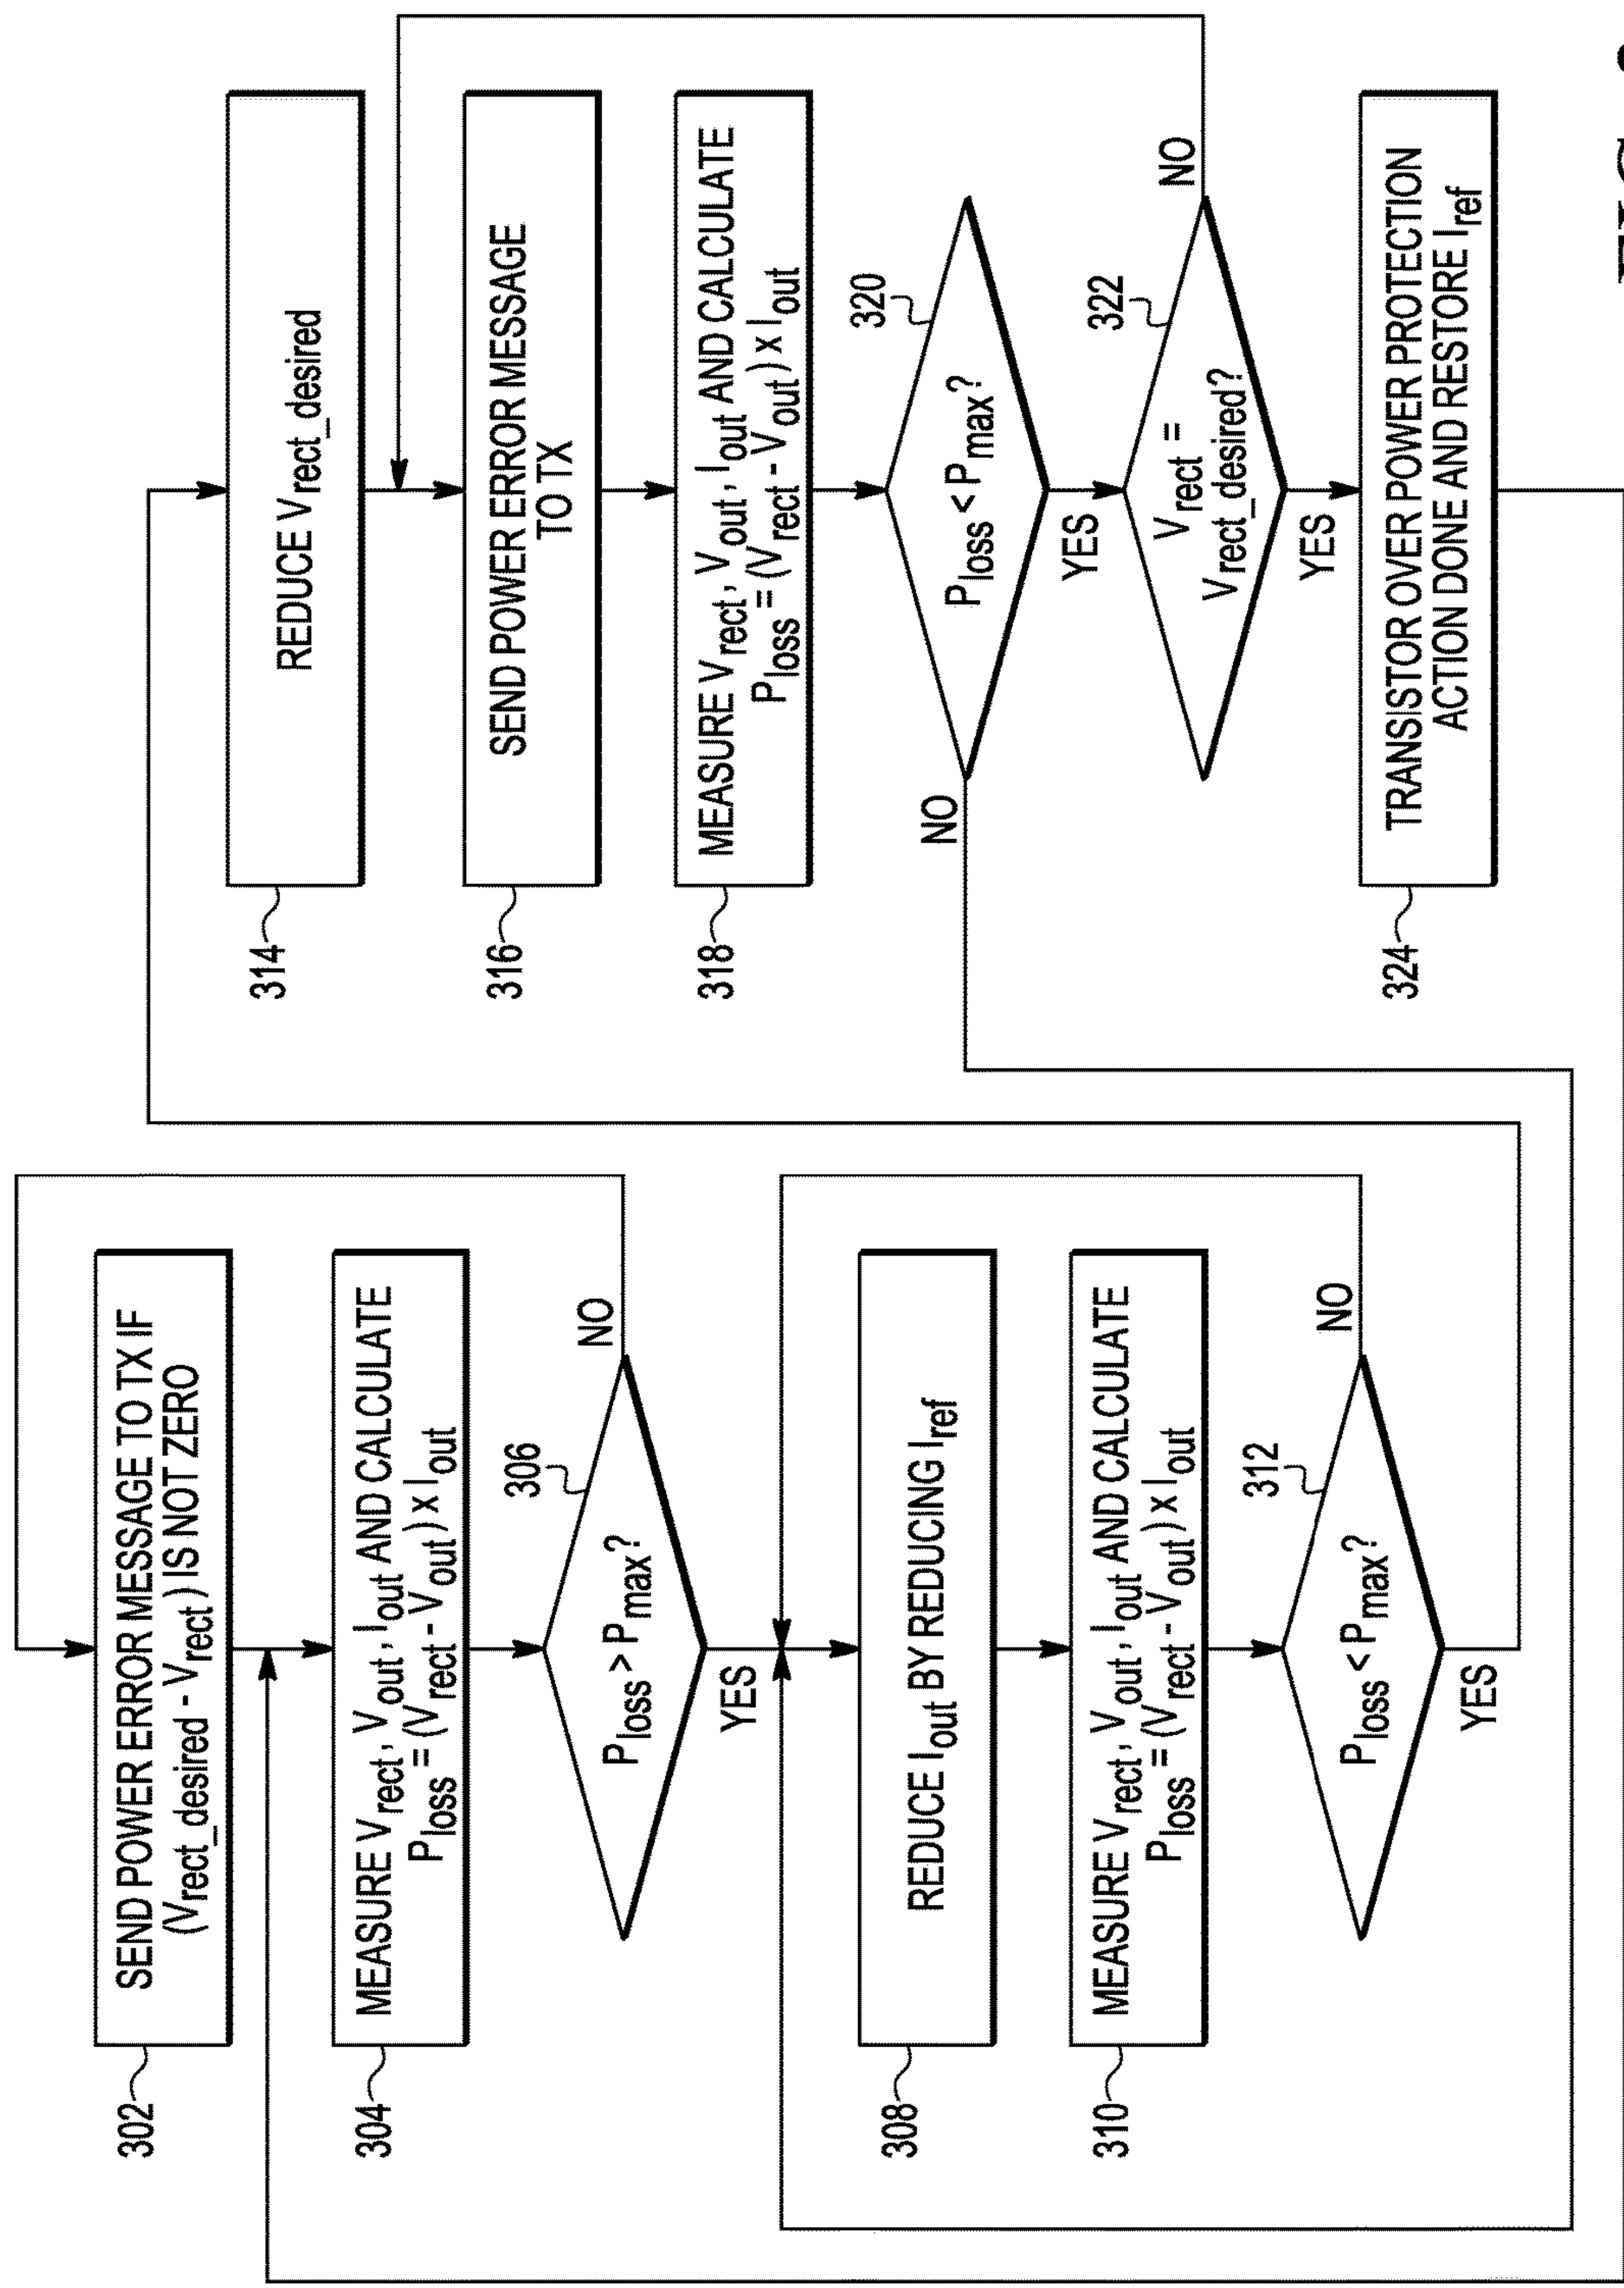 302
SEND POWER ERROR MESSAGE TO TX IF
(Vrect_desired - Vrect) IS NOT ZERO
304
MEASURE Vrect, Vout, Iout AND CALCULATE
Ploss = (Vrect - Vout) x Iout
306
Ploss > Pmax?
NO
YES
308
REDUCE Iout BY REDUCING Iref
310
MEASURE Vrect, Vout, Iout AND CALCULATE
Ploss = (Vrect - Vout) x Iout
312
Ploss < Pmax?
NO
YES
314
REDUCE Vrect_desired
316
SEND POWER ERROR MESSAGE
TO TX
318
MEASURE Vrect, Vout, Iout AND CALCULATE
Ploss = (Vrect - Vout) x Iout
320
Ploss < Pmax?
NO
YES
322
Vrect =
Vrect_desired?
NO
YES
324
TRANSISTOR OVER POWER PROTECTION
ACTION DONE AND RESTORE Iref